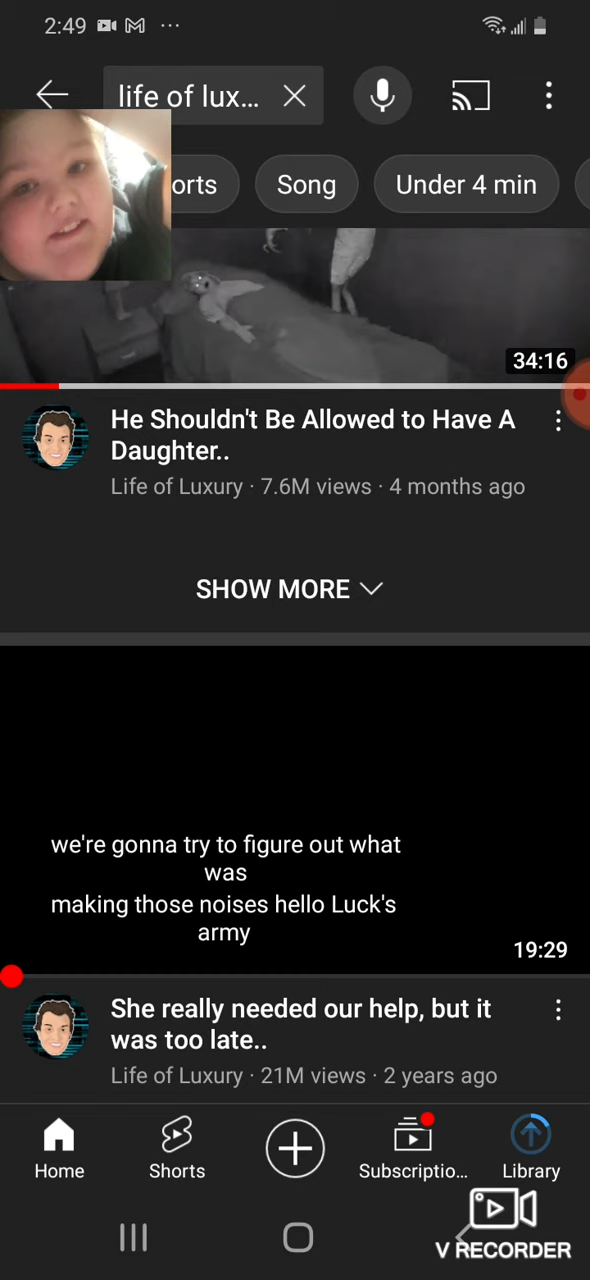 2:49
life of lux...
orts
Song
Under 4 min
34:16
He Shouldn't Be Allowed to Have A
Daughter..
Life of Luxury · 7.6M views · 4 months ago
SHOW MORE
we're gonna try to figure out what
was
making those noises hello Luck's
army
19:29
She really needed our help, but it
was too late..
Life of Luxury · 21M views · 2 years ago
Home
Shorts
Subscriptio...
Library
V RECORDER